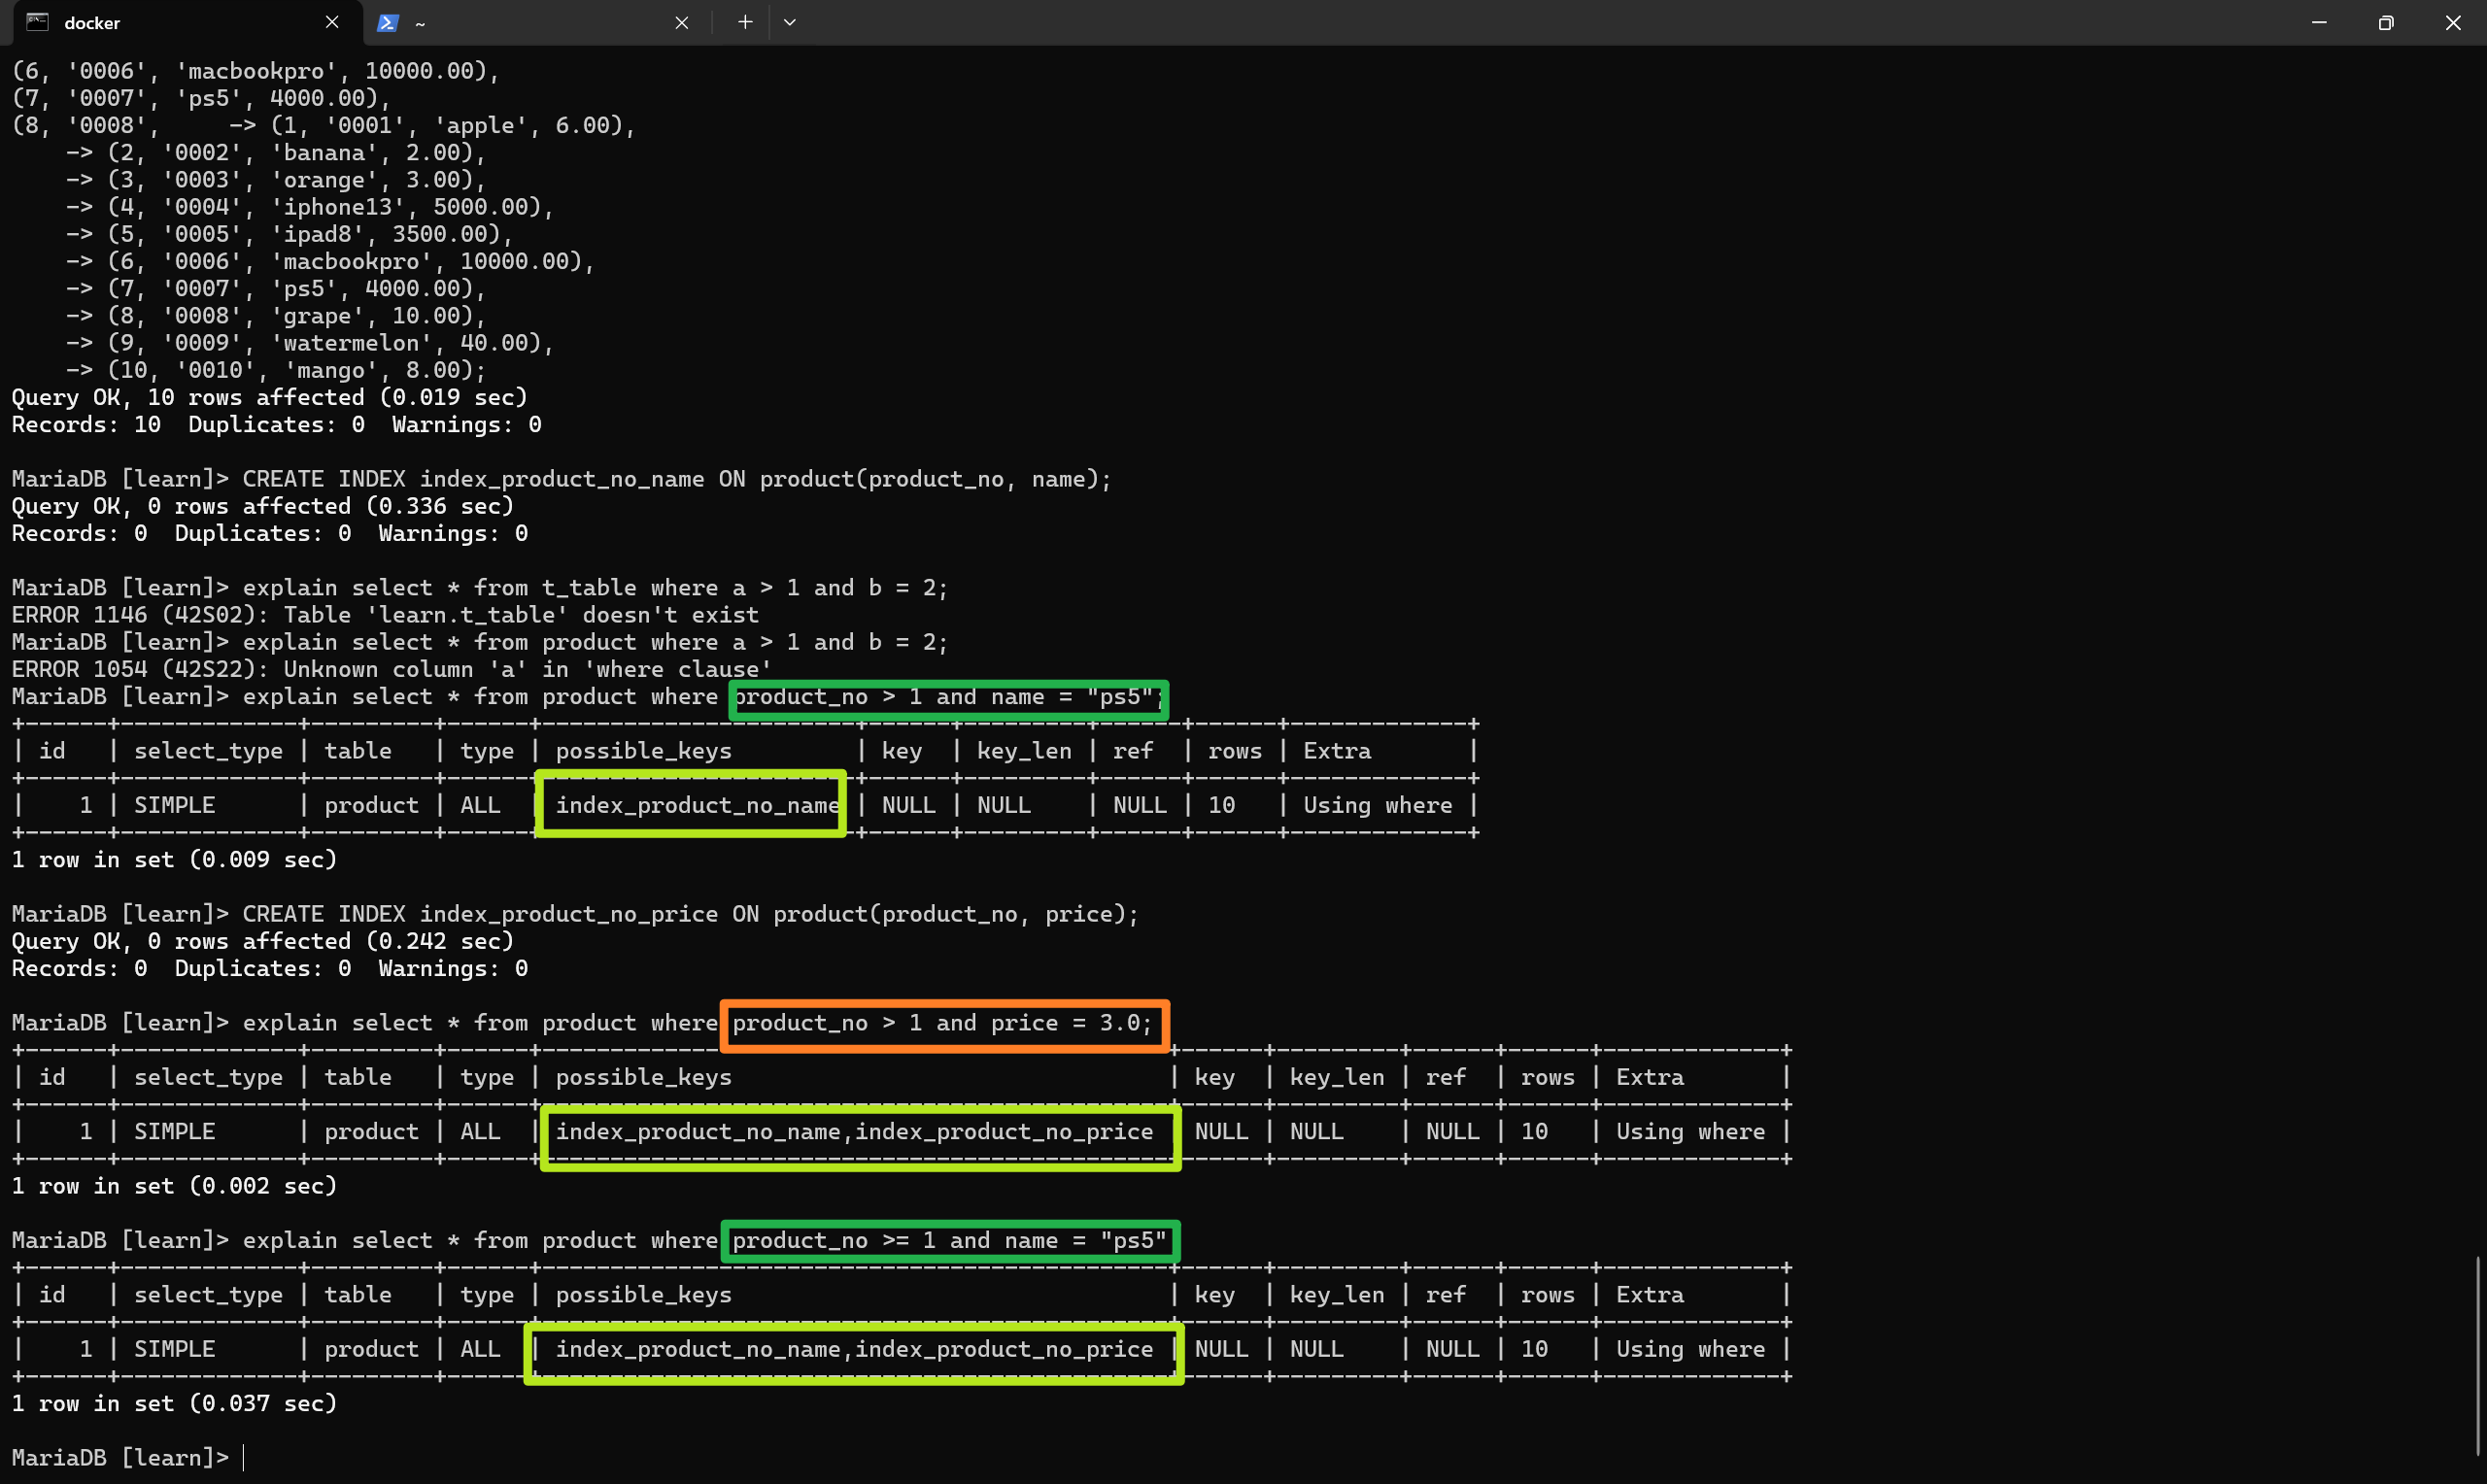 docker
~
(6, '0006', 'macbookpro', 10000.00),
(7, '0007', 'ps5', 4000.00),
(8, '0008',     -> (1, '0001', 'apple', 6.00),
    -> (2, '0002', 'banana', 2.00),
    -> (3, '0003', 'orange', 3.00),
    -> (4, '0004', 'iphone13', 5000.00),
    -> (5, '0005', 'ipad8', 3500.00),
    -> (6, '0006', 'macbookpro', 10000.00),
    -> (7, '0007', 'ps5', 4000.00),
    -> (8, '0008', 'grape', 10.00),
    -> (9, '0009', 'watermelon', 40.00),
    -> (10, '0010', 'mango', 8.00);
Query OK, 10 rows affected (0.019 sec)
Records: 10  Duplicates: 0  Warnings: 0
MariaDB [learn]> CREATE INDEX index_product_no_name ON product(product_no, name);
Query OK, 0 rows affected (0.336 sec)
Records: 0  Duplicates: 0  Warnings: 0
MariaDB [learn]> explain select * from t_table where a > 1 and b = 2;
ERROR 1146 (42S02): Table 'learn.t_table' doesn't exist
MariaDB [learn]> explain select * from product where a > 1 and b = 2;
ERROR 1054 (42S22): Unknown column 'a' in 'where clause'
MariaDB [learn]> explain select * from product where product_no > 1 and name = "ps5";
| id   | select_type | table   | type | possible_keys         | key  | key_len | ref  | rows | Extra       |
|    1 | SIMPLE      | product | ALL  | index_product_no_name | NULL | NULL    | NULL | 10   | Using where |
1 row in set (0.009 sec)
MariaDB [learn]> CREATE INDEX index_product_no_price ON product(product_no, price);
Query OK, 0 rows affected (0.242 sec)
Records: 0  Duplicates: 0  Warnings: 0
MariaDB [learn]> explain select * from product where product_no > 1 and price = 3.0;
| id   | select_type | table   | type | possible_keys                                | key  | key_len | ref  | rows | Extra       |
|    1 | SIMPLE      | product | ALL  | index_product_no_name,index_product_no_price | NULL | NULL    | NULL | 10   | Using where |
1 row in set (0.002 sec)
MariaDB [learn]> explain select * from product where product_no >= 1 and name = "ps5"
| id   | select_type | table   | type | possible_keys                                | key  | key_len | ref  | rows | Extra       |
|    1 | SIMPLE      | product | ALL  | index_product_no_name,index_product_no_price | NULL | NULL    | NULL | 10   | Using where |
1 row in set (0.037 sec)
MariaDB [learn]>